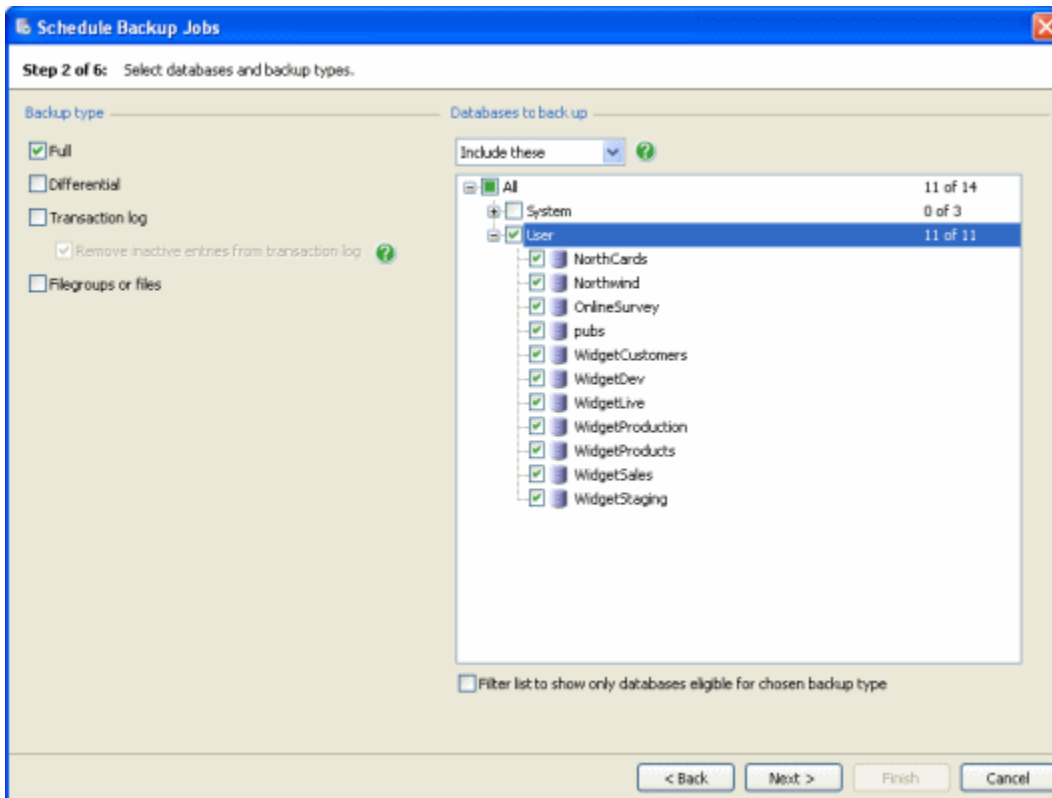 Schedule Backup Jobs
Step 2 of 6: Select databases and backup types.
Backup type
Full
Differential
Transaction log
Remove inactive entries from transaction log
Filegroups or files
Databases to back up
Include these
All 11 of 14
System 0 of 3
User 11 of 11
NorthCards
Northwind
OnlineSurvey
pubs
WidgetCustomers
WidgetDev
WidgetLive
WidgetProduction
WidgetProducts
WidgetSales
WidgetStaging
Filter list to show only databases eligible for chosen backup type
< Back Next > Finish Cancel